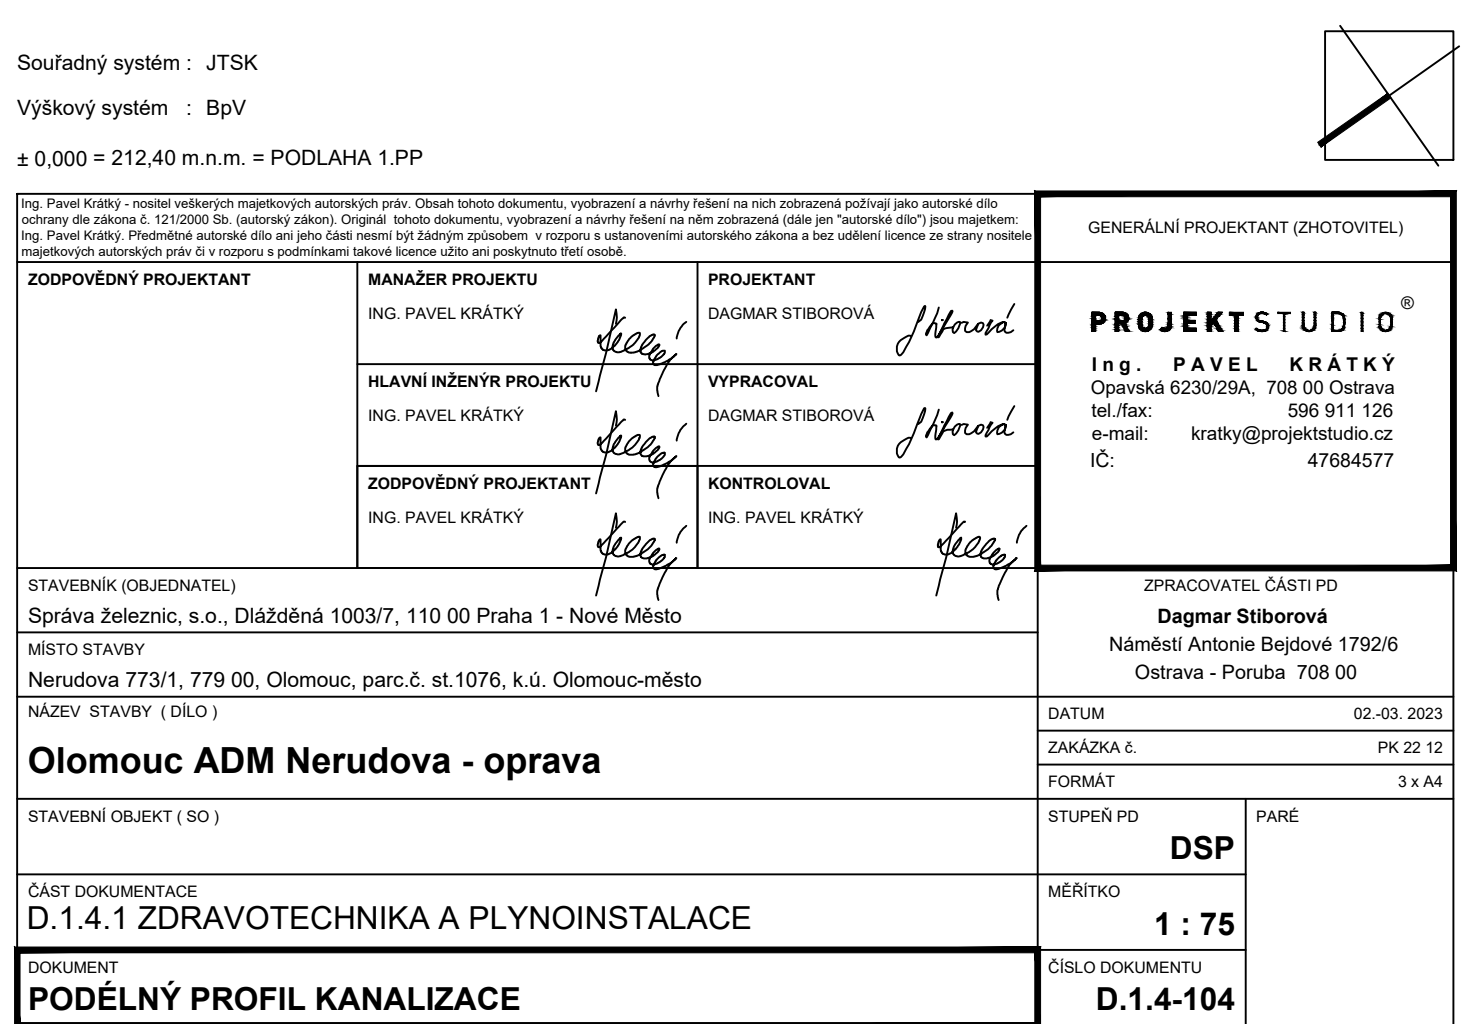 Souřadný systém : JTSK
Výškový systém : BpV
± 0,000 = 212,40 m.n.m. = PODLAHA 1.PP
Ing. Pavel Krátký - nositel veškerých majetkových autorských práv. Obsah tohoto dokumentu, vyobrazení a návrhy řešení na nich zobrazená požívají jako autorské dílo
ochrany dle zákona č. 121/2000 Sb. (autorský zákon). Originál tohoto dokumentu, vyobrazení a návrhy řešení na něm zobrazená (dále jen "autorské dílo") jsou majetkem:
Ing. Pavel Krátký. Předmětné autorské dílo ani jeho části nesmí být žádným způsobem v rozporu s ustanoveními autorského zákona a bez udělení licence ze strany nositele
majetkových autorských práv či v rozporu s podmínkami takové licence užito ani poskytnuto třetí osobě.
GENERÁLNÍ PROJEKTANT (ZHOTOVITEL)
ZODPOVĚDNÝ PROJEKTANT
MANAŽER PROJEKTU
ING. PAVEL KRÁTKÝ
PROJEKTANT
DAGMAR STIBOROVÁ
Stiborová
HLAVNÍ INŽENÝR PROJEKTU
ING. PAVEL KRÁTKÝ
VYPRACOVAL
DAGMAR STIBOROVÁ
Stiborová
ZODPOVĚDNÝ PROJEKTANT
ING. PAVEL KRÁTKÝ
KONTROLOVAL
ING. PAVEL KRÁTKÝ
PROJEKTSTUDIO ®
Ing. PAVEL KRÁTKÝ
Opavská 6230/29A, 708 00 Ostrava
tel./fax: 596 911 126
e-mail: kratky@projektstudio.cz
IČ: 47684577
STAVEBNÍK (OBJEDNATEL)
Správa železnic, s.o., Dlážděná 1003/7, 110 00 Praha 1 - Nové Město
MÍSTO STAVBY
Nerudova 773/1, 779 00, Olomouc, parc.č. st.1076, k.ú. Olomouc-město
ZPRACOVATEL ČÁSTI PD
Dagmar Stiborová
Náměstí Antonie Bejdové 1792/6
Ostrava - Poruba 708 00
NÁZEV STAVBY ( DÍLO )
Olomouc ADM Nerudova - oprava
DATUM 02.-03. 2023
ZAKÁZKA č. PK 22 12
FORMÁT 3 x A4
STAVEBNÍ OBJEKT ( SO )
STUPEŇ PD
DSP
PARÉ
ČÁST DOKUMENTACE
D.1.4.1 ZDRAVOTECHNIKA A PLYNOINSTALACE
MĚŘÍTKO
1 : 75
DOKUMENT
PODÉLNÝ PROFIL KANALIZACE
ČÍSLO DOKUMENTU
D.1.4-104